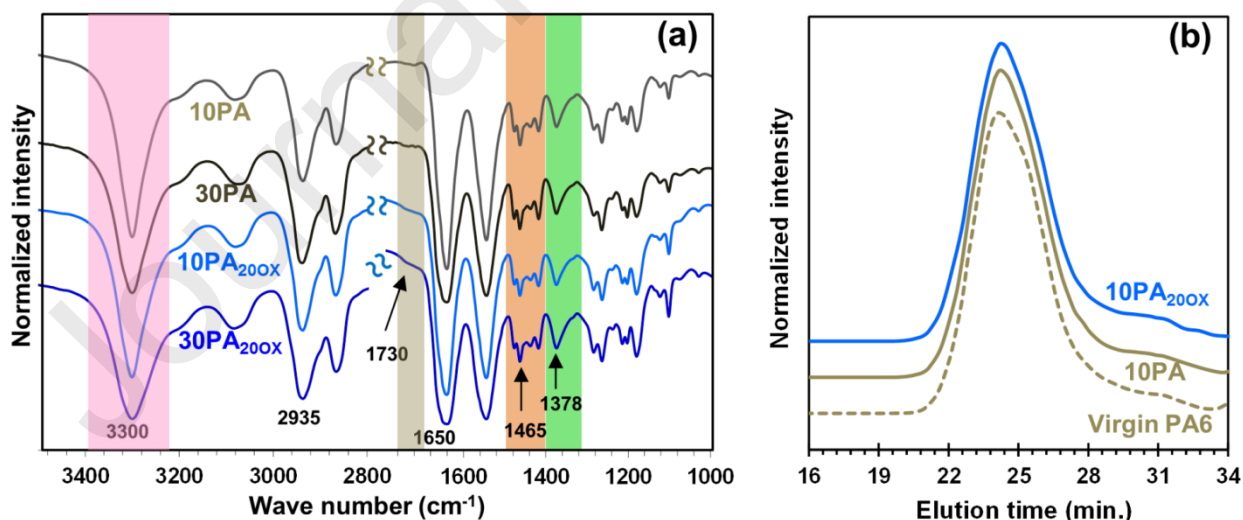 Journal
(a)
Normalized intensity
10PA
30PA
10PA20OX
30PA20OX
3300
2935
1730
1650
1465
1378
3400 3200 3000 2800 1600 1400 1200 1000
Wave number (cm-1)
(b)
Normalized intensity
10PA20OX
10PA
Virgin PA6
16 19 22 25 28 31 34
Elution time (min.)